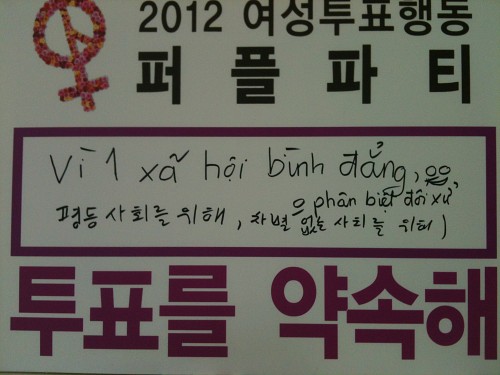 2012 여성투표행동
퍼플파티
Vì 1 xã hội bình đẳng,
o phân biệt đối xử,
평등사회를 위해, 차별 없는 사회를 위해)
투표를 약속해